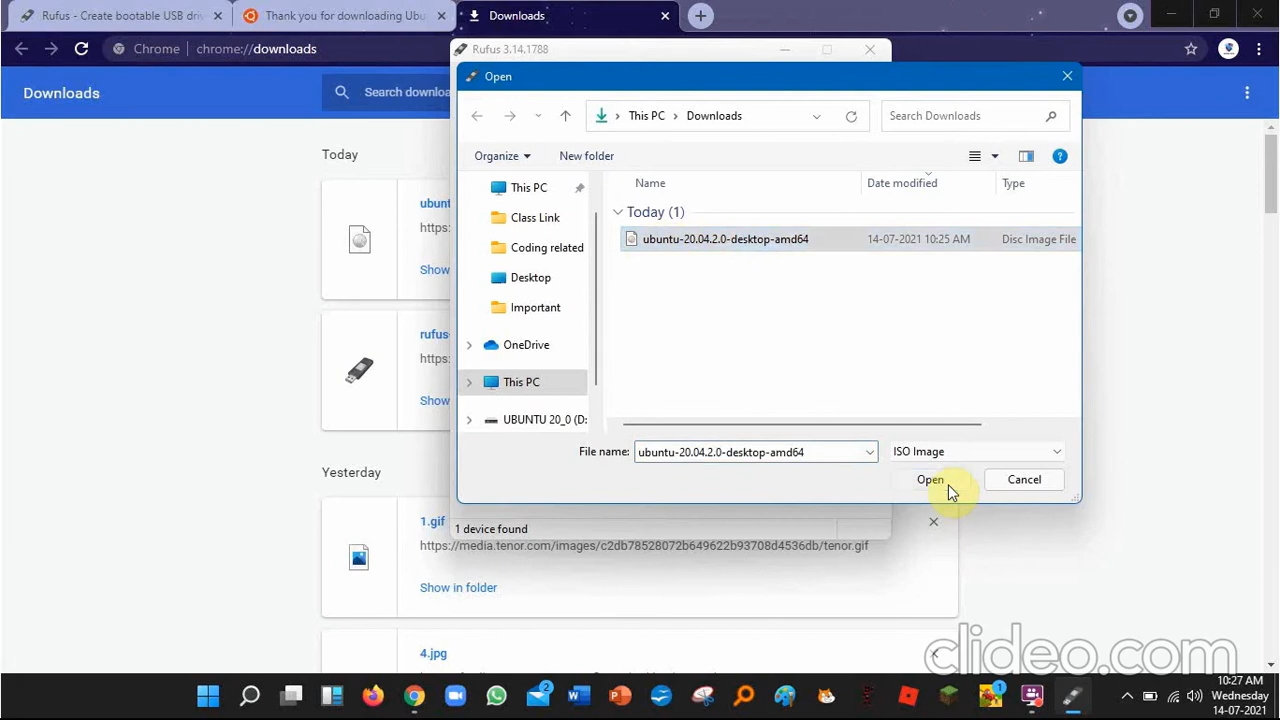 Rufus - Create bootable USB driv
Thank you for downloading Ubu
Downloads
Chrome
chrome://downloads
Rufus 3.14.1788
Downloads
Search downloa
Open
This PC
Downloads
Search Downloads
Organize
New folder
Name
Date modified
Type
Today
This PC
Class Link
Coding related
Desktop
Important
OneDrive
This PC
UBUNTU 20_0 (D:
Today (1)
ubuntu-20.04.2.0-desktop-amd64
14-07-2021 10:25 AM
Disc Image File
ubunt
https:
Show
rufus
https:
Show
File name:
ubuntu-20.04.2.0-desktop-amd64
ISO Image
Open
Cancel
1 device found
Yesterday
1.gif
https://media.tenor.com/images/c2db78528072b464622b93708d4536db/tenor.gif
Show in folder
4.jpg
clideo.com
2
1
10:27 AM
Wednesday
14-07-2021